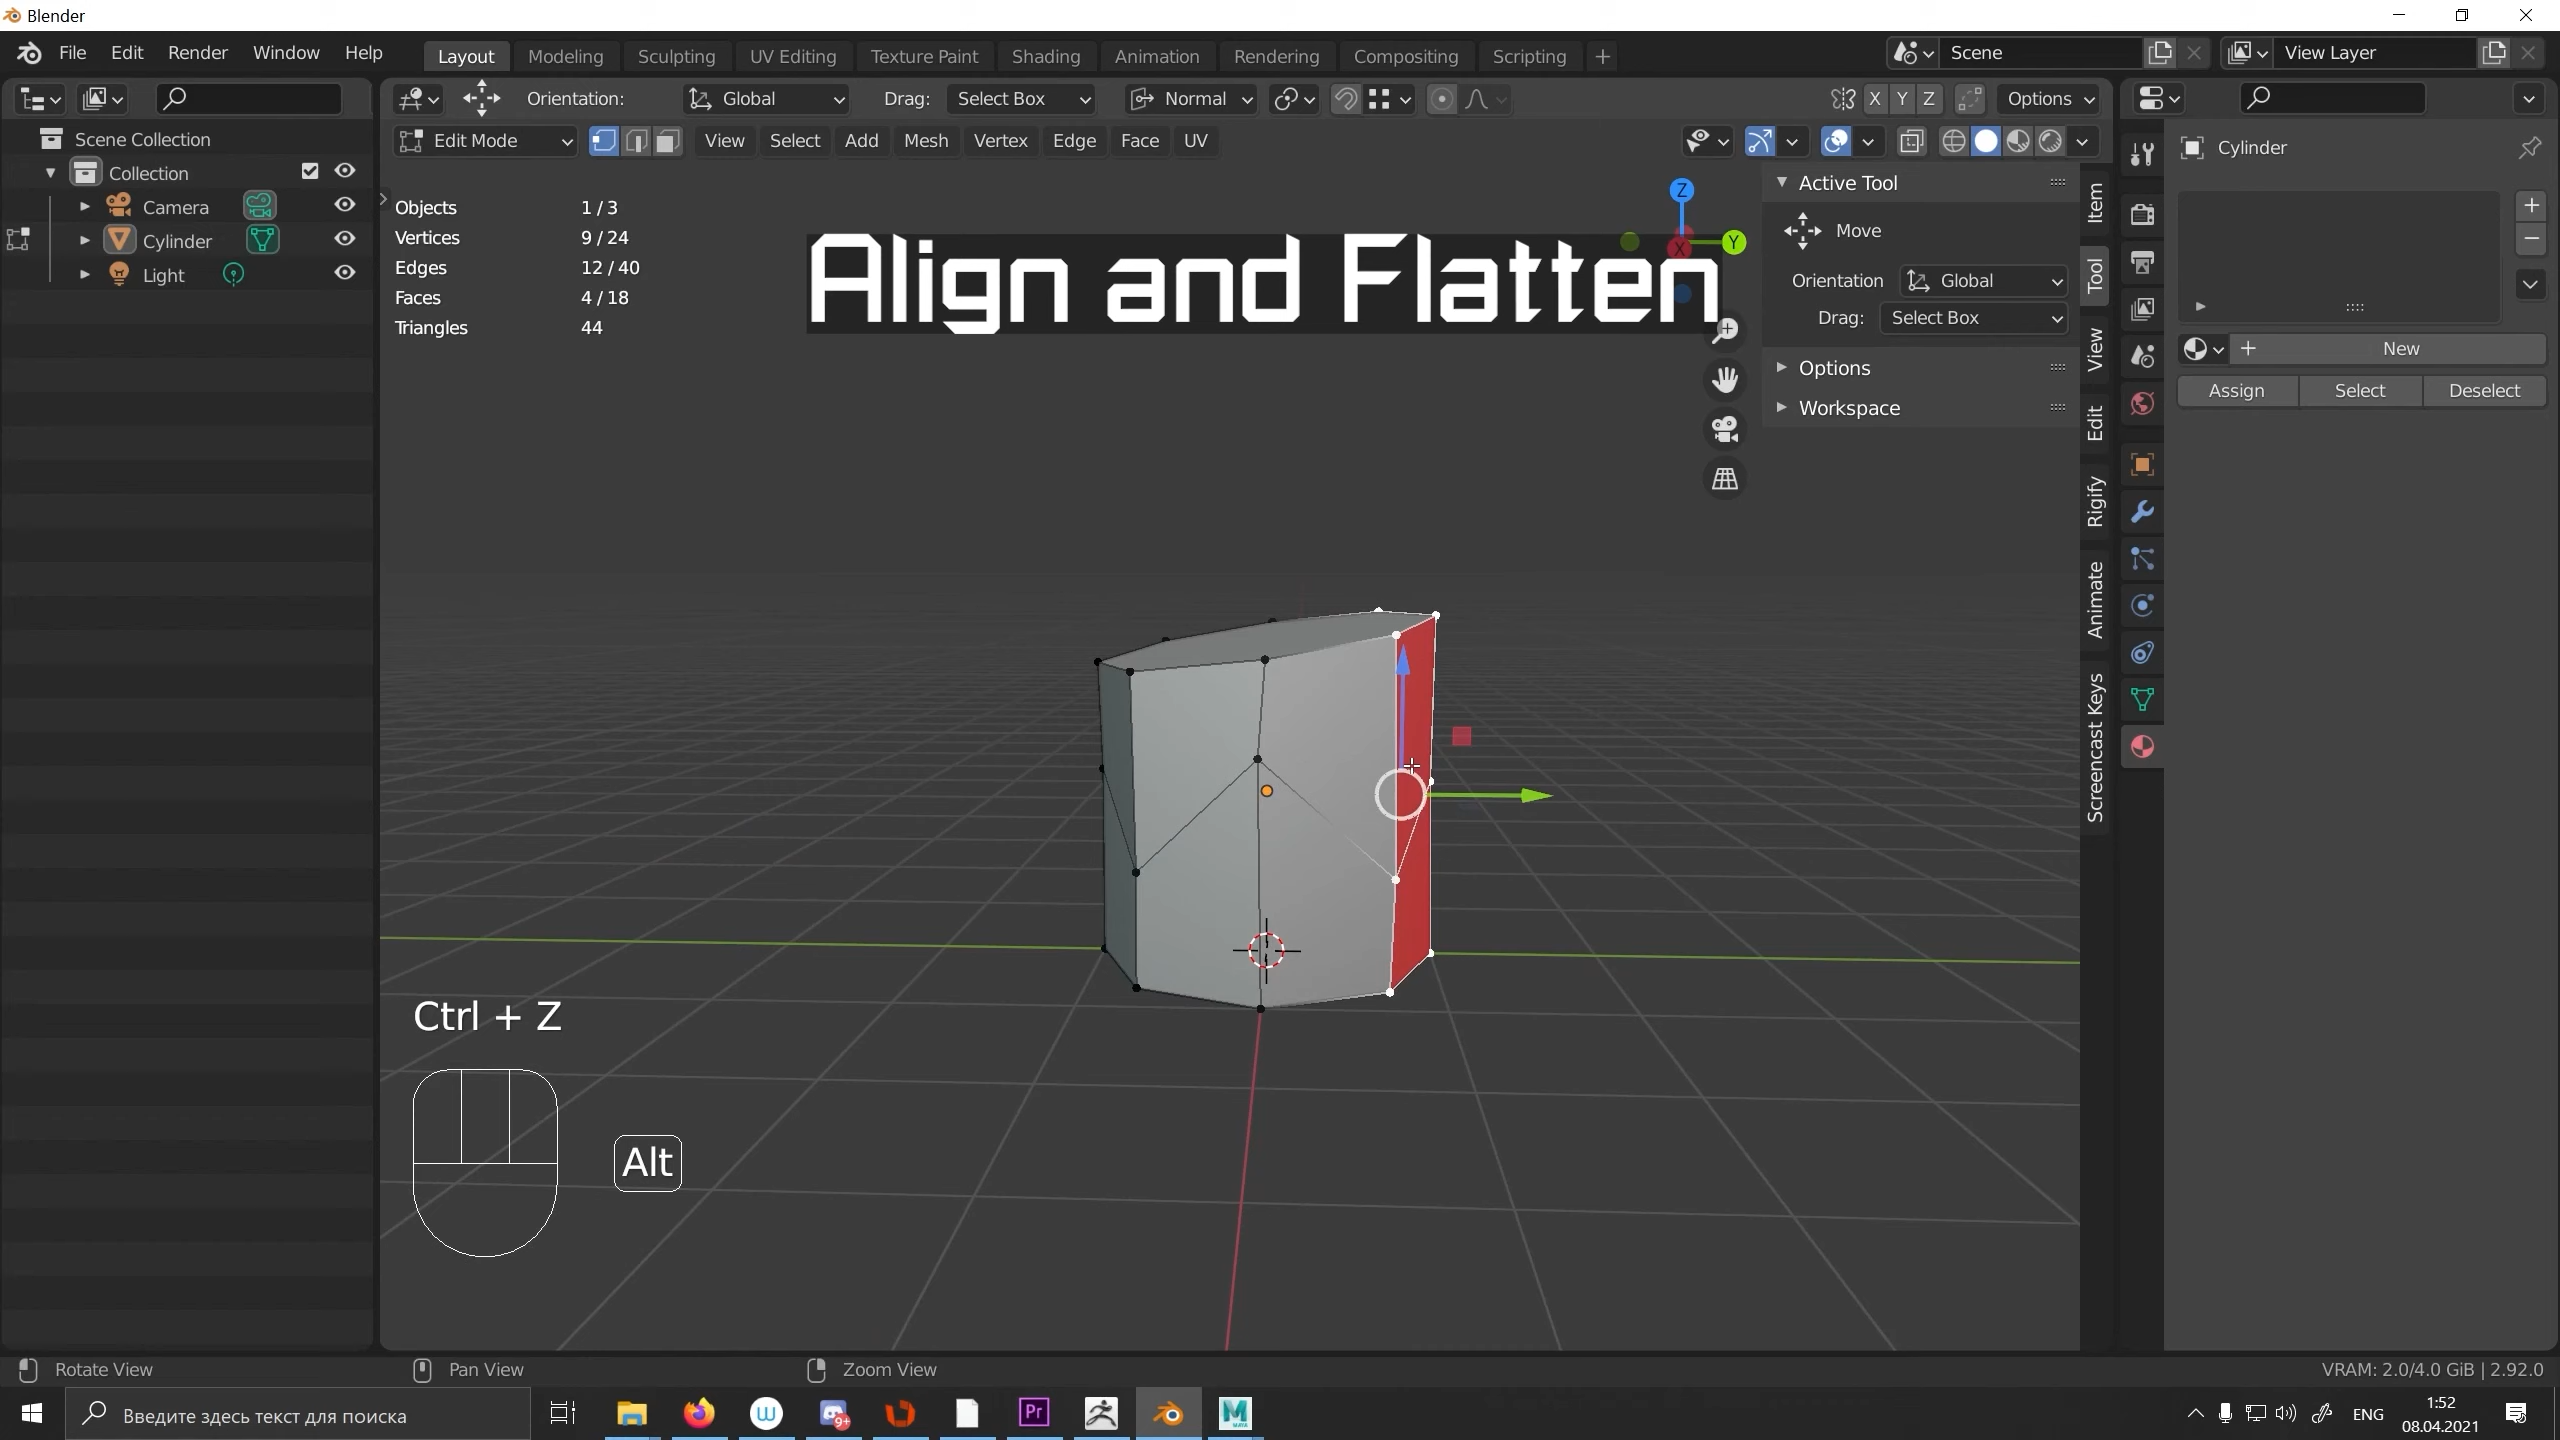 Blender
File Edit Render Window Help Layout Modeling Sculpting UV Editing Texture Paint Shading Animation Rendering Compositing Scripting + Scene View Layer
Orientation: Global Drag: Select Box Normal X Y Z Options
Edit Mode View Select Add Mesh Vertex Edge Face UV
Scene Collection
Collection
Camera
Cylinder
Light
Objects 1 / 3
Vertices 9 / 24
Edges 12 / 40
Faces 4 / 18
Triangles 44
Align and Flatten
Z
Y
X
Active Tool
Move
Orientation Global
Drag: Select Box
Options
Workspace
Item
Tool
View
Edit
Rigify
Animate
Screencast Keys
Cylinder
+ New
Assign Select Deselect
Ctrl + Z
Alt
Rotate View Pan View Zoom View VRAM: 2.0/4.0 GiB | 2.92.0
Введите здесь текст для поиска
W
9+
Pr
MAYA
ENG
1:52
08.04.2021